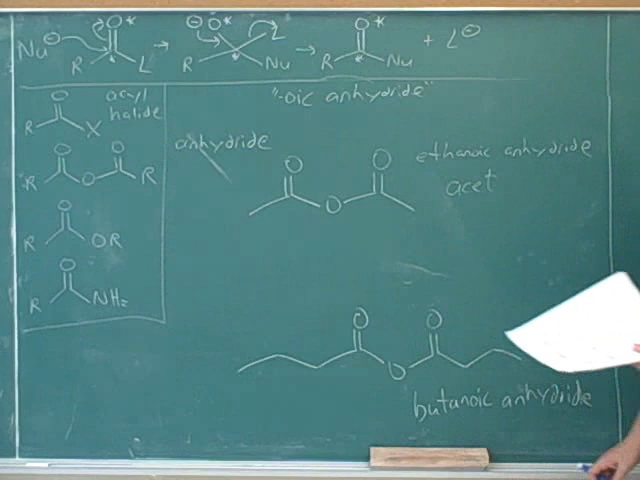 Nu⊖ O* R L → ⊖ O* L R Nu → O* R Nu + L⊖
"-oic anhydride"
O R X acyl halide
O O R O R
O R OR
O R NH₂
anhydride
O O O
ethanoic anhydride
acet
O O O
butanoic anhydride